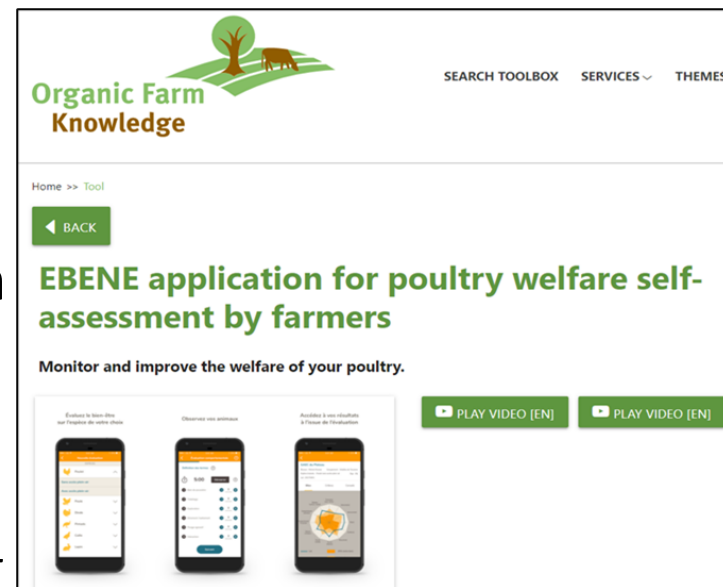 Organic Farm
Knowledge
SEARCH TOOLBOX SERVICES THEMES
Home >> Tool
BACK
EBENE application for poultry welfare self-
assessment by farmers
Monitor and improve the welfare of your poultry.
PLAY VIDEO [EN] PLAY VIDEO [EN]
Évaluez le bien-être
sur l'espèce de votre choix
Observez vos animaux
Accédez à vos résultats
à l'issue de l'évaluation
5:00